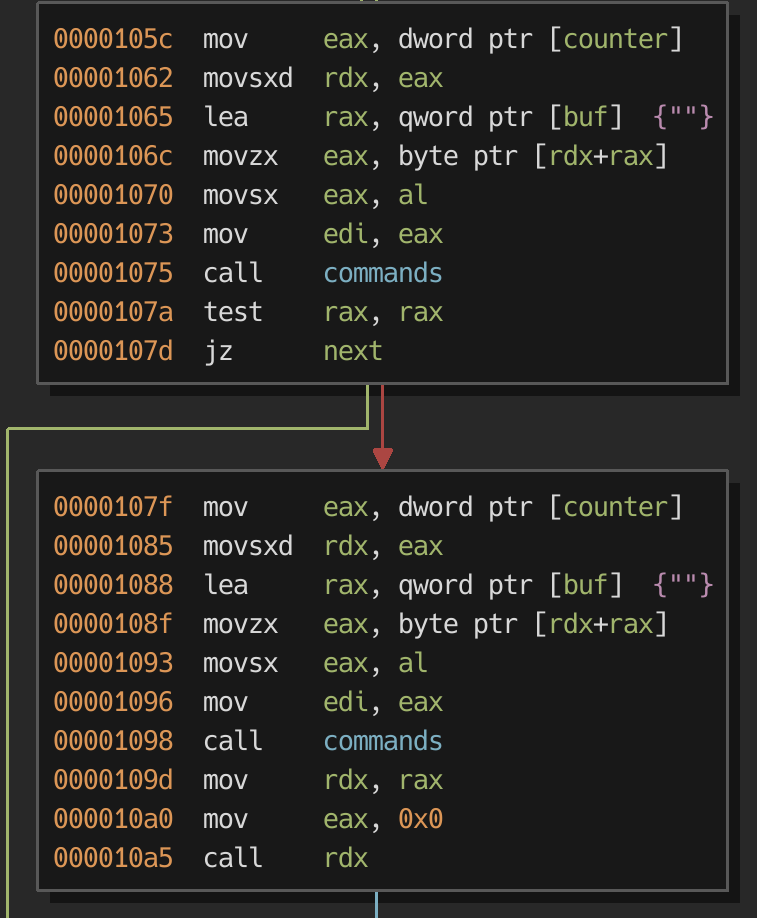 0000105c mov eax, dword ptr [counter]
00001062 movsxd rdx, eax
00001065 lea rax, qword ptr [buf] {""}
0000106c movzx eax, byte ptr [rdx+rax]
00001070 movsx eax, al
00001073 mov edi, eax
00001075 call commands
0000107a test rax, rax
0000107d jz next
0000107f mov eax, dword ptr [counter]
00001085 movsxd rdx, eax
00001088 lea rax, qword ptr [buf] {""}
0000108f movzx eax, byte ptr [rdx+rax]
00001093 movsx eax, al
00001096 mov edi, eax
00001098 call commands
0000109d mov rdx, rax
000010a0 mov eax, 0x0
000010a5 call rdx